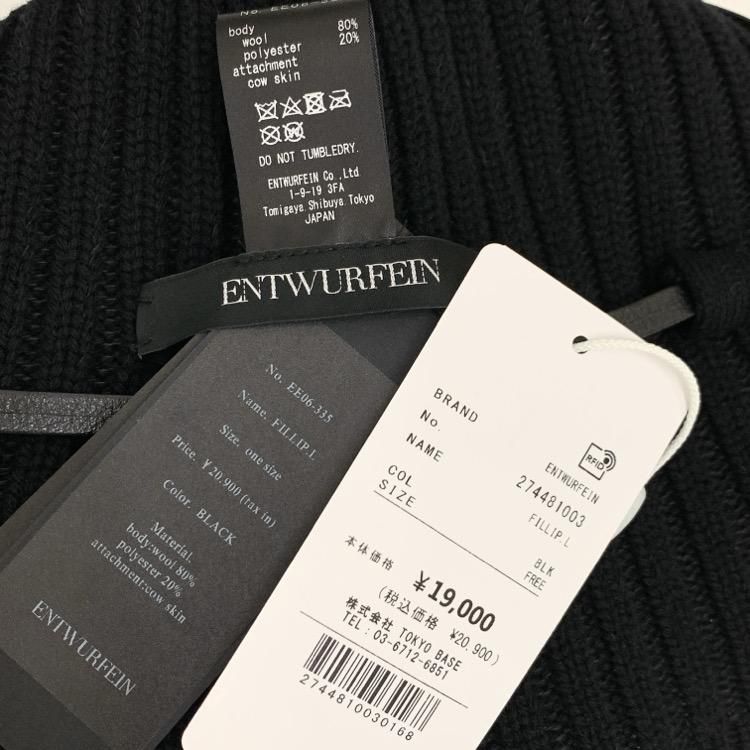 body
wool 80%
polyester 20%
attachment
cow skin
DO NOT TUMBLEDRY.
ENTWURFEIN Co.,Ltd
1-9-19 3FA
Tomigaya.Shibuya.Tokyo
JAPAN
ENTWURFEIN
No. EE06-335
Name. FILLIP.L
Size. one size
Price. ¥20,900 (tax in)
Color. BLACK
Material.
body:wool 80%
polyester 20%
attachment:cow skin
ENTWURFEIN
RFID
BRAND ENTWURFEIN
No. 274481003
NAME FILLIP.L
COL BLK
SIZE FREE
本体価格 ¥19,000
(税込価格 ¥20,900)
株式会社 TOKYO BASE
TEL:03-6712-6851
2744810030168